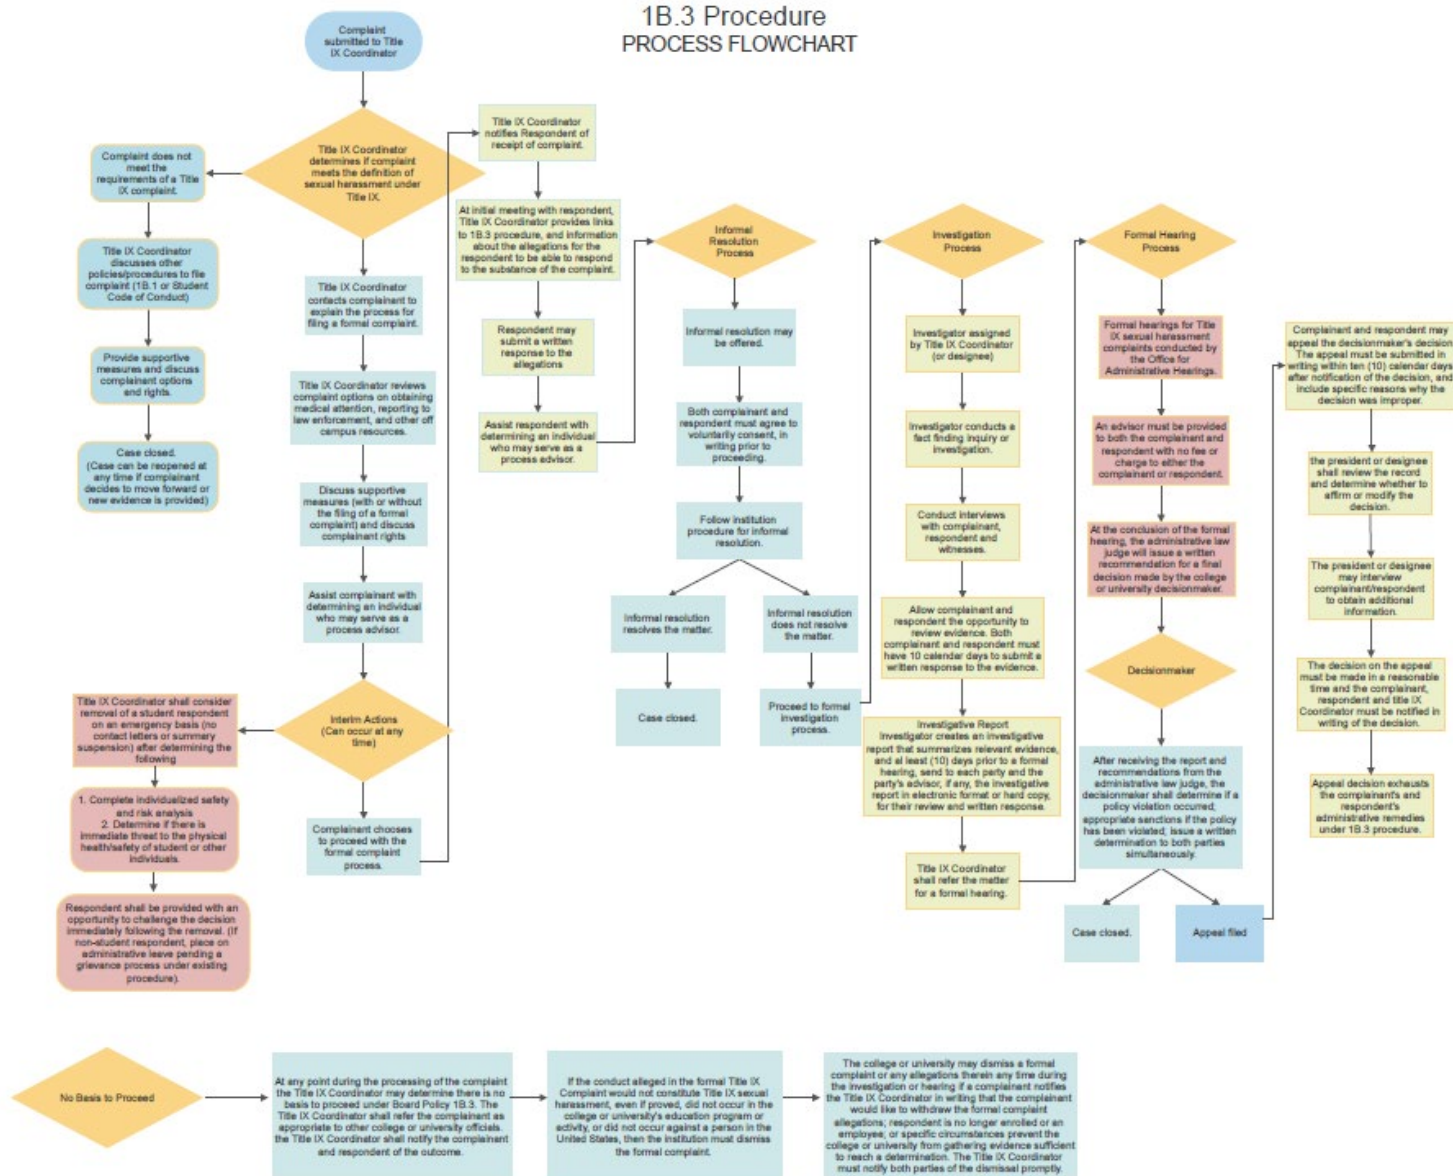 1B.3 Procedure
PROCESS FLOWCHART
Complaint
submitted to Title
IX Coordinator
Title IX Coordinator
determines if complaint
meets the definition of
sexual harassment under
Title IX.
Complaint does not
meet the
requirements of a Title
IX complaint.
Title IX Coordinator
discusses other
policies/procedures to file
complaint (1B.1 or Student
Code of Conduct)
Provide supportive
measures and discuss
complainant options and
rights.
Case closed.
(Case can be reopened at
any time if complainant
decides to move forward or
new evidence is provided)
Title IX Coordinator
contacts complainant to
explain the process for
filing a formal complaint.
Title IX Coordinator reviews
complaint options on obtaining
medical attention, reporting to
law enforcement, and other off
campus resources.
Discuss supportive
measures (with or without
the filing of a formal
complaint) and discuss
complainant rights
Assist complainant with
determining an individual
who may serve as a
process advisor.
Interim Actions
(Can occur at any
time)
Title IX Coordinator shall consider
removal of a student respondent
on an emergency basis (no
contact letters or summary
suspension) after determining the
following
1. Complete individualized safety
and risk analysis
2. Determine if there is
immediate threat to the physical
health/safety of student or other
individuals.
Respondent shall be provided with an
opportunity to challenge the decision
immediately following the removal. (If
non-student respondent, place on
administrative leave pending a
grievance process under existing
procedure).
Complainant chooses
to proceed with the
formal complaint
process.
Title IX Coordinator
notifies Respondent of
receipt of complaint.
At initial meeting with respondent,
Title IX Coordinator provides links
to 1B.3 procedure, and information
about the allegations for the
respondent to be able to respond
to the substance of the complaint.
Respondent may
submit a written
response to the
allegations
Assist respondent with
determining an individual
who may serve as a
process advisor.
Informal
Resolution
Process
Informal resolution may
be offered.
Both complainant and
respondent must agree to
voluntarily consent, in
writing prior to
proceeding.
Follow institution
procedure for informal
resolution.
Informal resolution
resolves the matter.
Case closed.
Informal resolution
does not resolve
the matter.
Proceed to formal
investigation
process.
Investigation
Process
Investigator assigned
by Title IX Coordinator
(or designee)
Investigator conducts a
fact finding inquiry or
investigation.
Conduct interviews
with complainant,
respondent and
witnesses.
Allow complainant and
respondent the opportunity to
review evidence. Both
complainant and respondent must
have 10 calendar days to submit a
written response to the evidence.
Investigative Report
Investigator creates an investigative
report that summarizes relevant evidence,
and al least (10) days prior to a formal
hearing, send to each party and the
party's advisor, if any, the investigative
report in electronic format or hard copy,
for their review and written response.
Title IX Coordinator
shall refer the matter
for a formal hearing.
Formal Hearing
Process
Formal hearings for Title
IX sexual harassment
complaints conducted by
the Office for
Administrative Hearings.
An advisor must be provided
to both the complainant and
respondent with no fee or
charge to either the
complainant or respondent.
At the conclusion of the formal
hearing, the administrative law
judge will issue a written
recommendation for a final
decision made by the college
or university decisionmaker.
Decisionmaker
After receiving the report and
recommendations from the
administrative law judge, the
decisionmaker shall determine if a
policy violation occurred;
appropriate sanctions if the policy
has been violated, issue a written
determination to both parties
simultaneously.
Case closed.
Appeal filed
Complainant and respondent may
appeal the decisionmaker's decision.
The appeal must be submitted in
writing within ten (10) calendar days
after notification of the decision, and
include specific reasons why the
decision was improper.
the president or designee
shall review the record
and determine whether to
affirm or modify the
decision.
The president or designee
may interview
complainant/respondent
to obtain additional
information.
The decision on the appeal
must be made in a reasonable
time and the complainant,
respondent and title IX
Coordinator must be notified in
writing of the decision.
Appeal decision exhausts
the complainant's and
respondent's
administrative remedies
under 1B.3 procedure.
No Basis to Proceed
At any point during the processing of the complaint
the Title IX Coordinator may determine there is no
basis to proceed under Board Policy 1B.3. The
Title IX Coordinator shall refer the complainant as
appropriate to other college or university officials.
the Title IX Coordinator shall notify the complainant
and respondent of the outcome.
If the conduct alleged in the formal Title IX
Complaint would not constitute Title IX sexual
harassment, even if proved, did not occur in the
college or university's education program or
activity, or did not occur against a person in the
United States, then the institution must dismiss
the formal complaint.
The college or university may dismiss a formal
complaint or any allegations therein any time during
the investigation or hearing if a complainant notifies
the Title IX Coordinator in writing that the complainant
would like to withdraw the formal complaint
allegations; respondent is no longer enrolled or an
employee; or specific circumstances prevent the
college or university from gathering evidence sufficient
to reach a determination. The Title IX Coordinator
must notify both parties of the dismissal promptly.